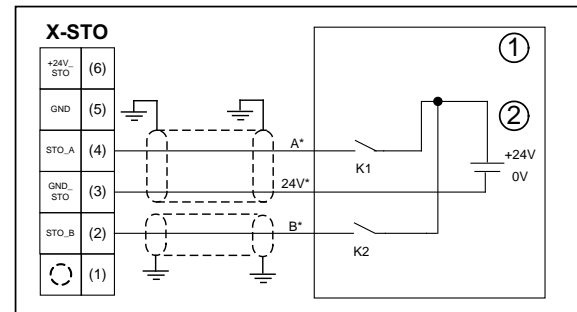 X-STO
+24V_
STO
(6)
GND
(5)
STO_A
(4)
GND_
STO
(3)
STO_B
(2)
(1)
A*
K1
24V*
B*
K2
1
2
+24V
0V